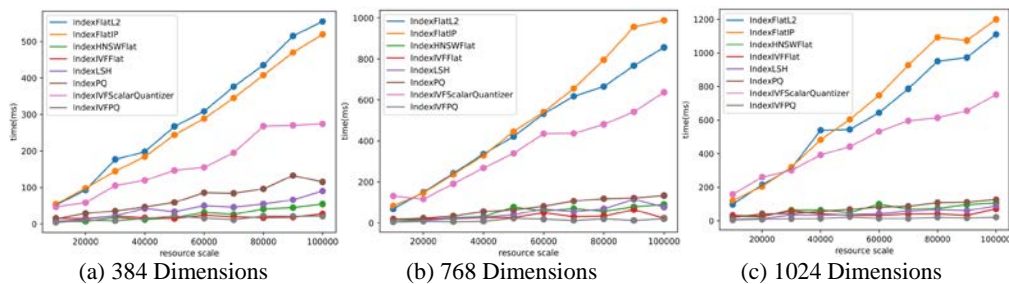 IndexFlatL2
IndexFlatIP
IndexHNSWFlat
IndexIVFFlat
IndexLSH
IndexPQ
IndexIVFScalarQuantizer
IndexIVFPQ
time(ms)
500
400
300
200
100
0
20000 40000 60000 80000 100000
resource scale
(a) 384 Dimensions
IndexFlatL2
IndexFlatIP
IndexHNSWFlat
IndexIVFFlat
IndexLSH
IndexPQ
IndexIVFScalarQuantizer
IndexIVFPQ
time(ms)
1000
800
600
400
200
0
20000 40000 60000 80000 100000
resource scale
(b) 768 Dimensions
IndexFlatL2
IndexFlatIP
IndexHNSWFlat
IndexIVFFlat
IndexLSH
IndexPQ
IndexIVFScalarQuantizer
IndexIVFPQ
time(ms)
1200
1000
800
600
400
200
0
20000 40000 60000 80000 100000
resource scale
(c) 1024 Dimensions